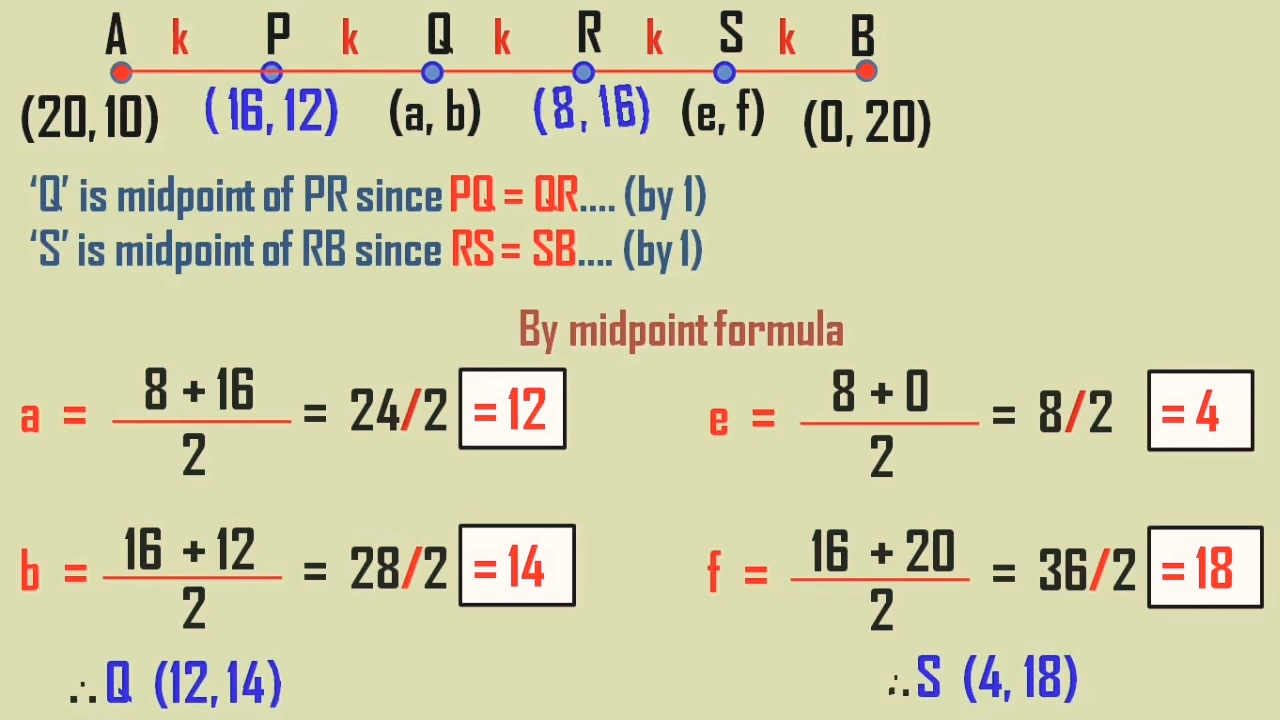 A k P k Q k R k S k B
(20, 10) (16, 12) (a, b) (8, 16) (e, f) (0, 20)
‘Q’ is midpoint of PR since PQ = QR.... (by 1)
‘S’ is midpoint of RB since RS = SB.... (by 1)
By midpoint formula
a = 8 + 16 / 2 = 24/2 = 12
e = 8 + 0 / 2 = 8/2 = 4
b = 16 + 12 / 2 = 28/2 = 14
f = 16 + 20 / 2 = 36/2 = 18
∴ Q (12, 14)
∴ S (4, 18)